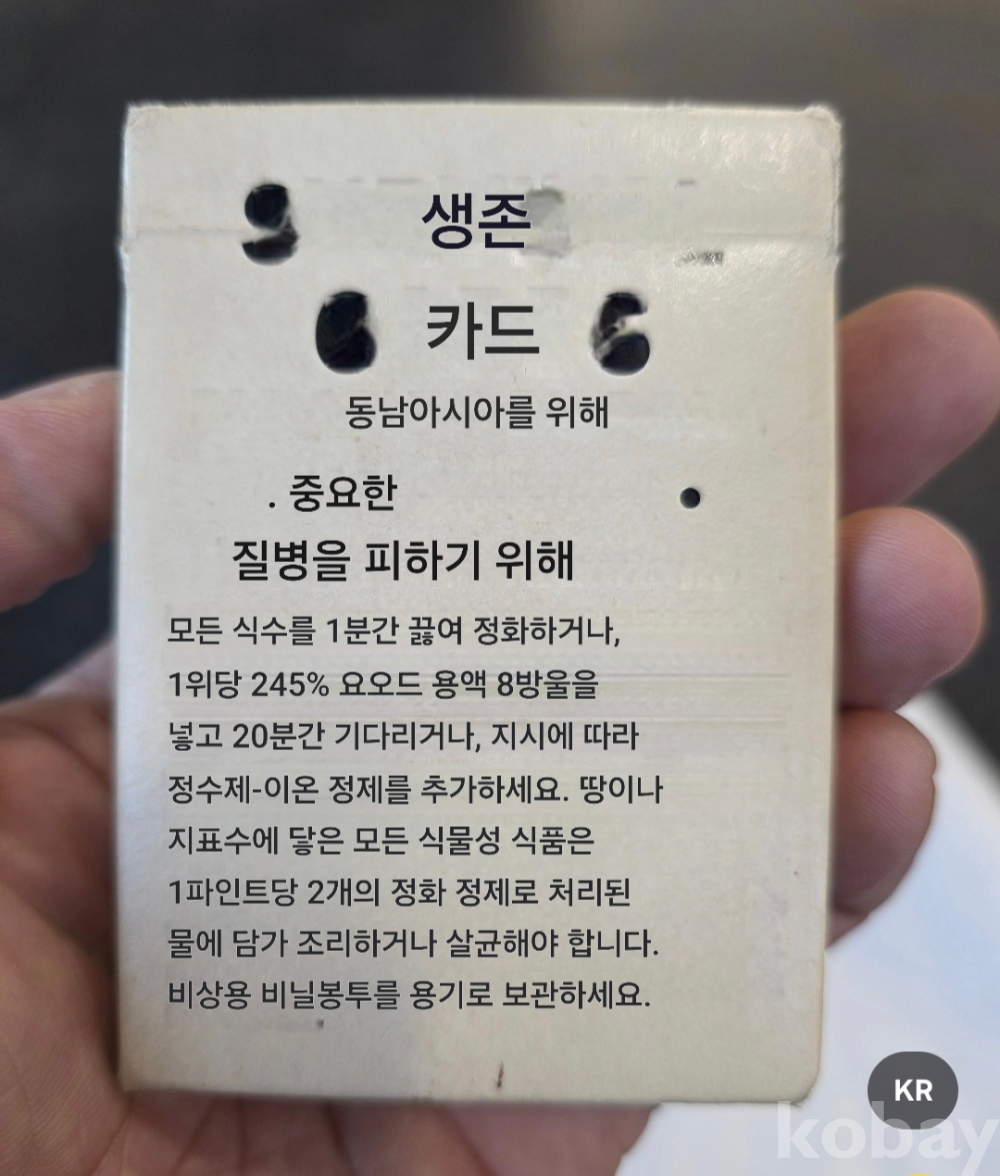 생존
카드
동남아시아를 위해
. 중요한
질병을 피하기 위해
모든 식수를 1분간 끓여 정화하거나,
1위당 245% 요오드 용액 8방울을
넣고 20분간 기다리거나, 지시에 따라
정수제-이온 정제를 추가하세요. 땅이나
지표수에 닿은 모든 식물성 식품은
1파인트당 2개의 정화 정제로 처리된
물에 담가 조리하거나 살균해야 합니다.
비상용 비닐봉투를 용기로 보관하세요.
KR
kobay